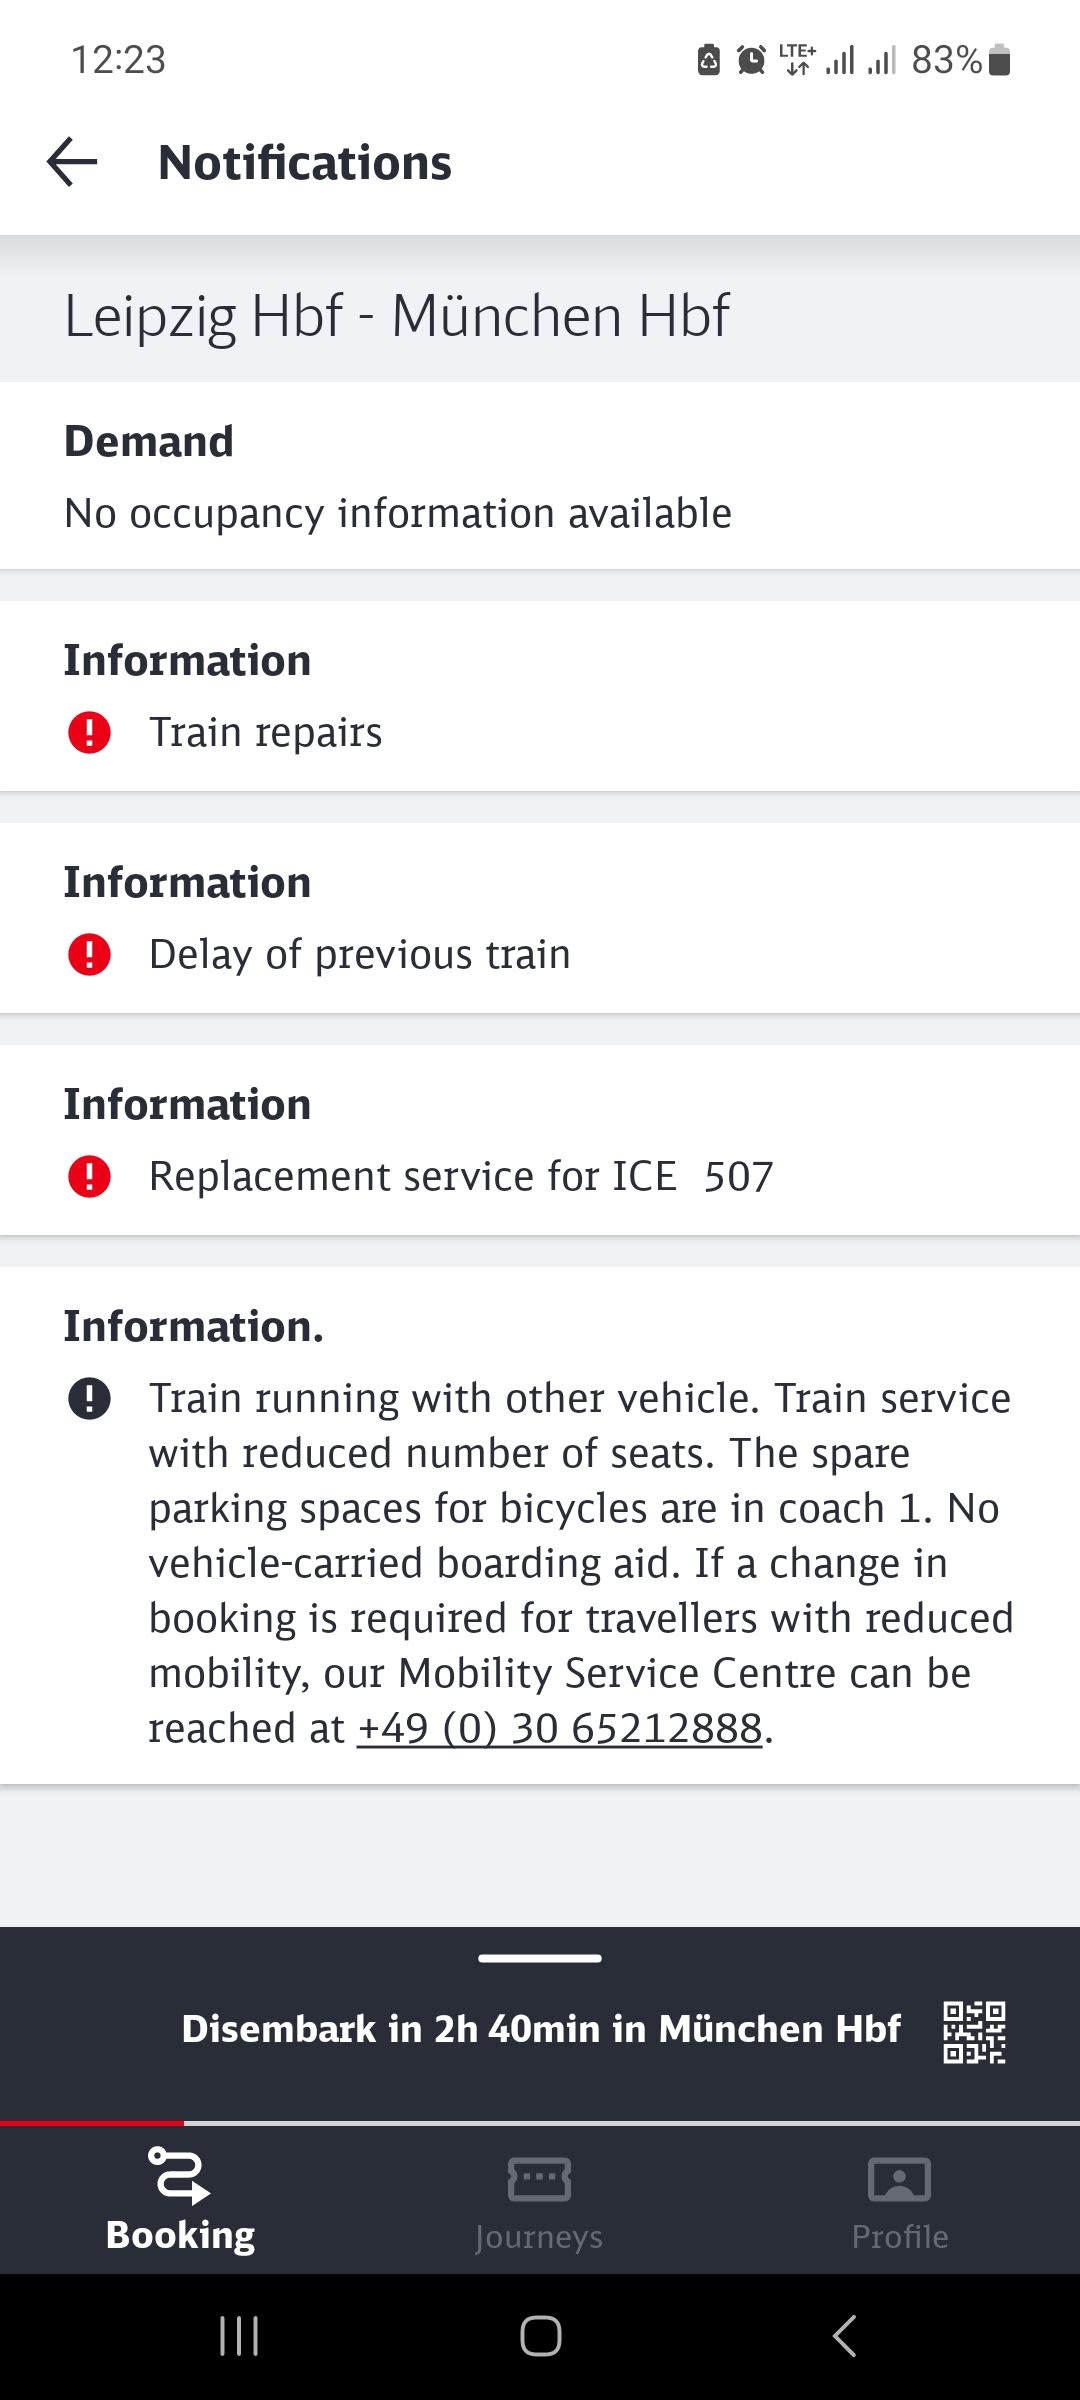 12:23
LTE+
83%
Notifications
Leipzig Hbf - München Hbf
Demand
No occupancy information available
Information
Train repairs
Information
Delay of previous train
Information
Replacement service for ICE  507
Information.
Train running with other vehicle. Train service
with reduced number of seats. The spare
parking spaces for bicycles are in coach 1. No
vehicle-carried boarding aid. If a change in
booking is required for travellers with reduced
mobility, our Mobility Service Centre can be
reached at +49 (0) 30 65212888.
Disembark in 2h 40min in München Hbf
Booking
Journeys
Profile